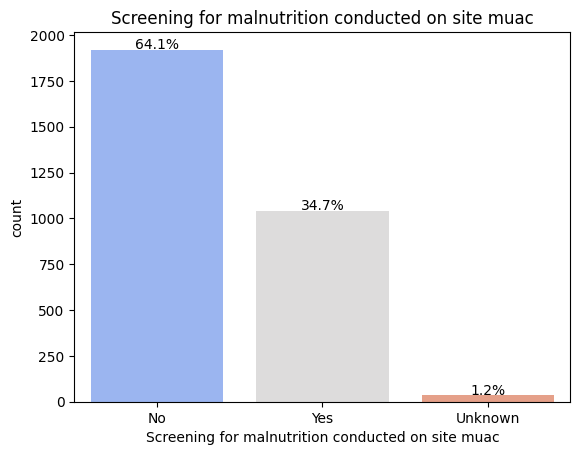 Screening for malnutrition conducted on site muac
2000
1750
1500
1250
1000
750
500
250
0
count
64.1%
34.7%
1.2%
No
Yes
Unknown
Screening for malnutrition conducted on site muac